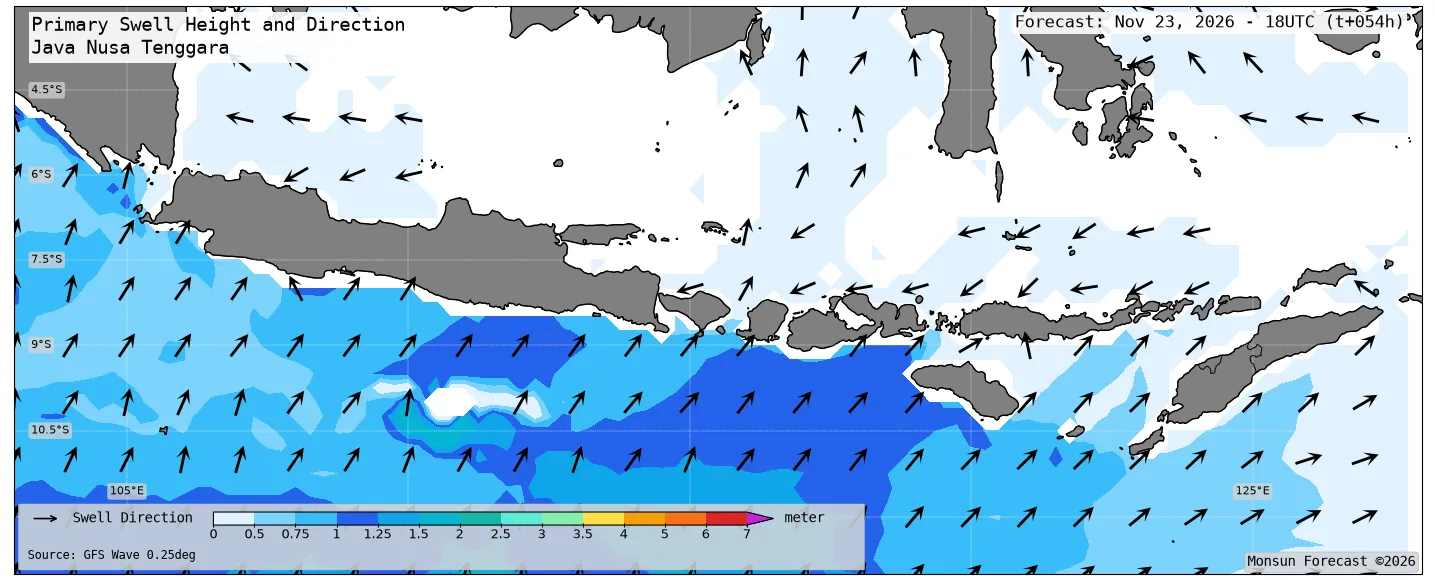 Primary Swell Height and Direction
Java Nusa Tenggara
Forecast: Nov 23, 2026 - 18UTC (t+054h)
4.5°S
6°S
7.5°S
9°S
10.5°S
105°E
125°E
Swell Direction
0 0.5 0.75 1 1.25 1.5 2 2.5 3 3.5 4 5 6 7
meter
Source: GFS Wave 0.25deg
Monsun Forecast ©2026